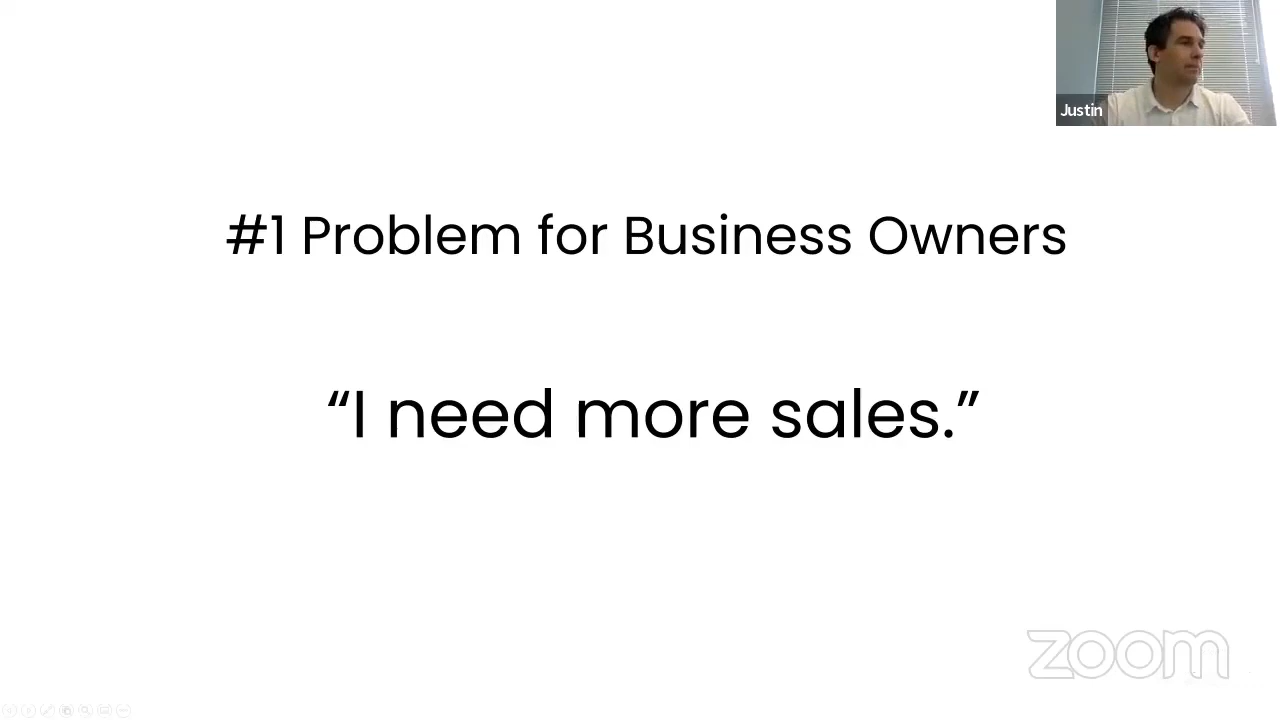 Justin
#1 Problem for Business Owners
“I need more sales.”
zoom